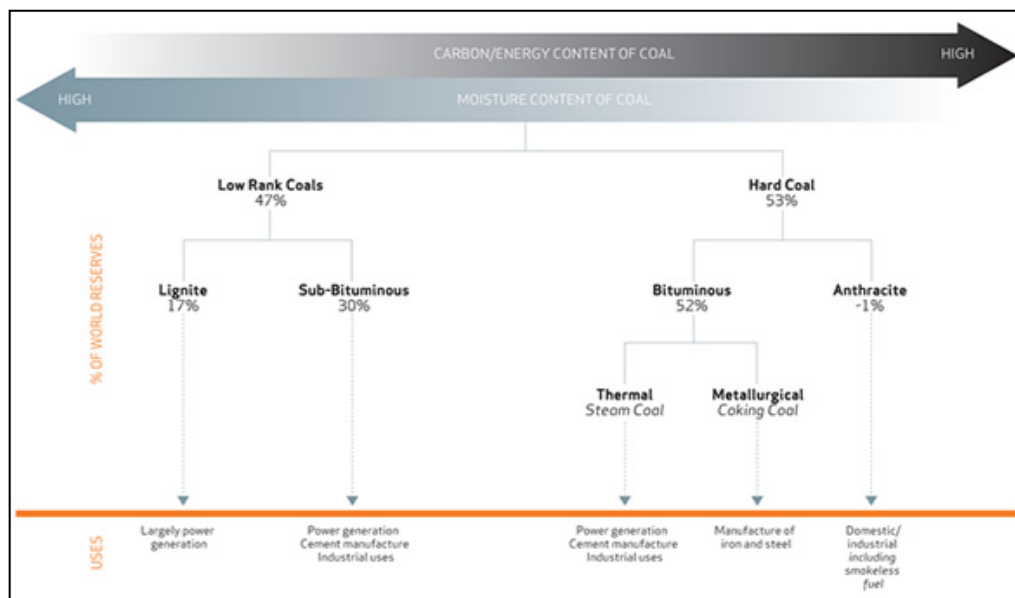 CARBON/ENERGY CONTENT OF COAL
HIGH
HIGH
MOISTURE CONTENT OF COAL
Low Rank Coals
47%
Hard Coal
53%
% OF WORLD RESERVES
Lignite
17%
Sub-Bituminous
30%
Bituminous
52%
Anthracite
-1%
Thermal
Steam Coal
Metallurgical
Coking Coal
USES
Largely power
generation
Power generation
Cement manufacture
Industrial uses
Power generation
Cement manufacture
Industrial uses
Manufacture of
iron and steel
Domestic/
industrial
including
smokeless
fuel